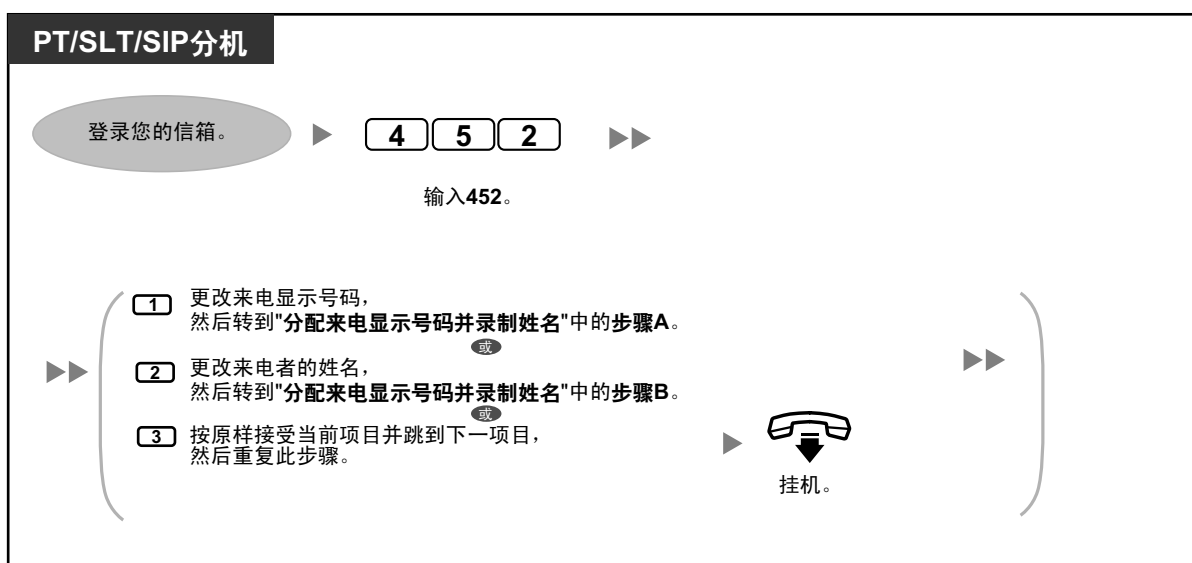 PT/SLT/SIP分机
登录您的信箱。
4 5 2
输入452。
1 更改来电显示号码，
然后转到"分配来电显示号码并录制姓名"中的步骤A。
或
2 更改来电者的姓名，
然后转到"分配来电显示号码并录制姓名"中的步骤B。
或
3 按原样接受当前项目并跳到下一项目，
然后重复此步骤。
挂机。